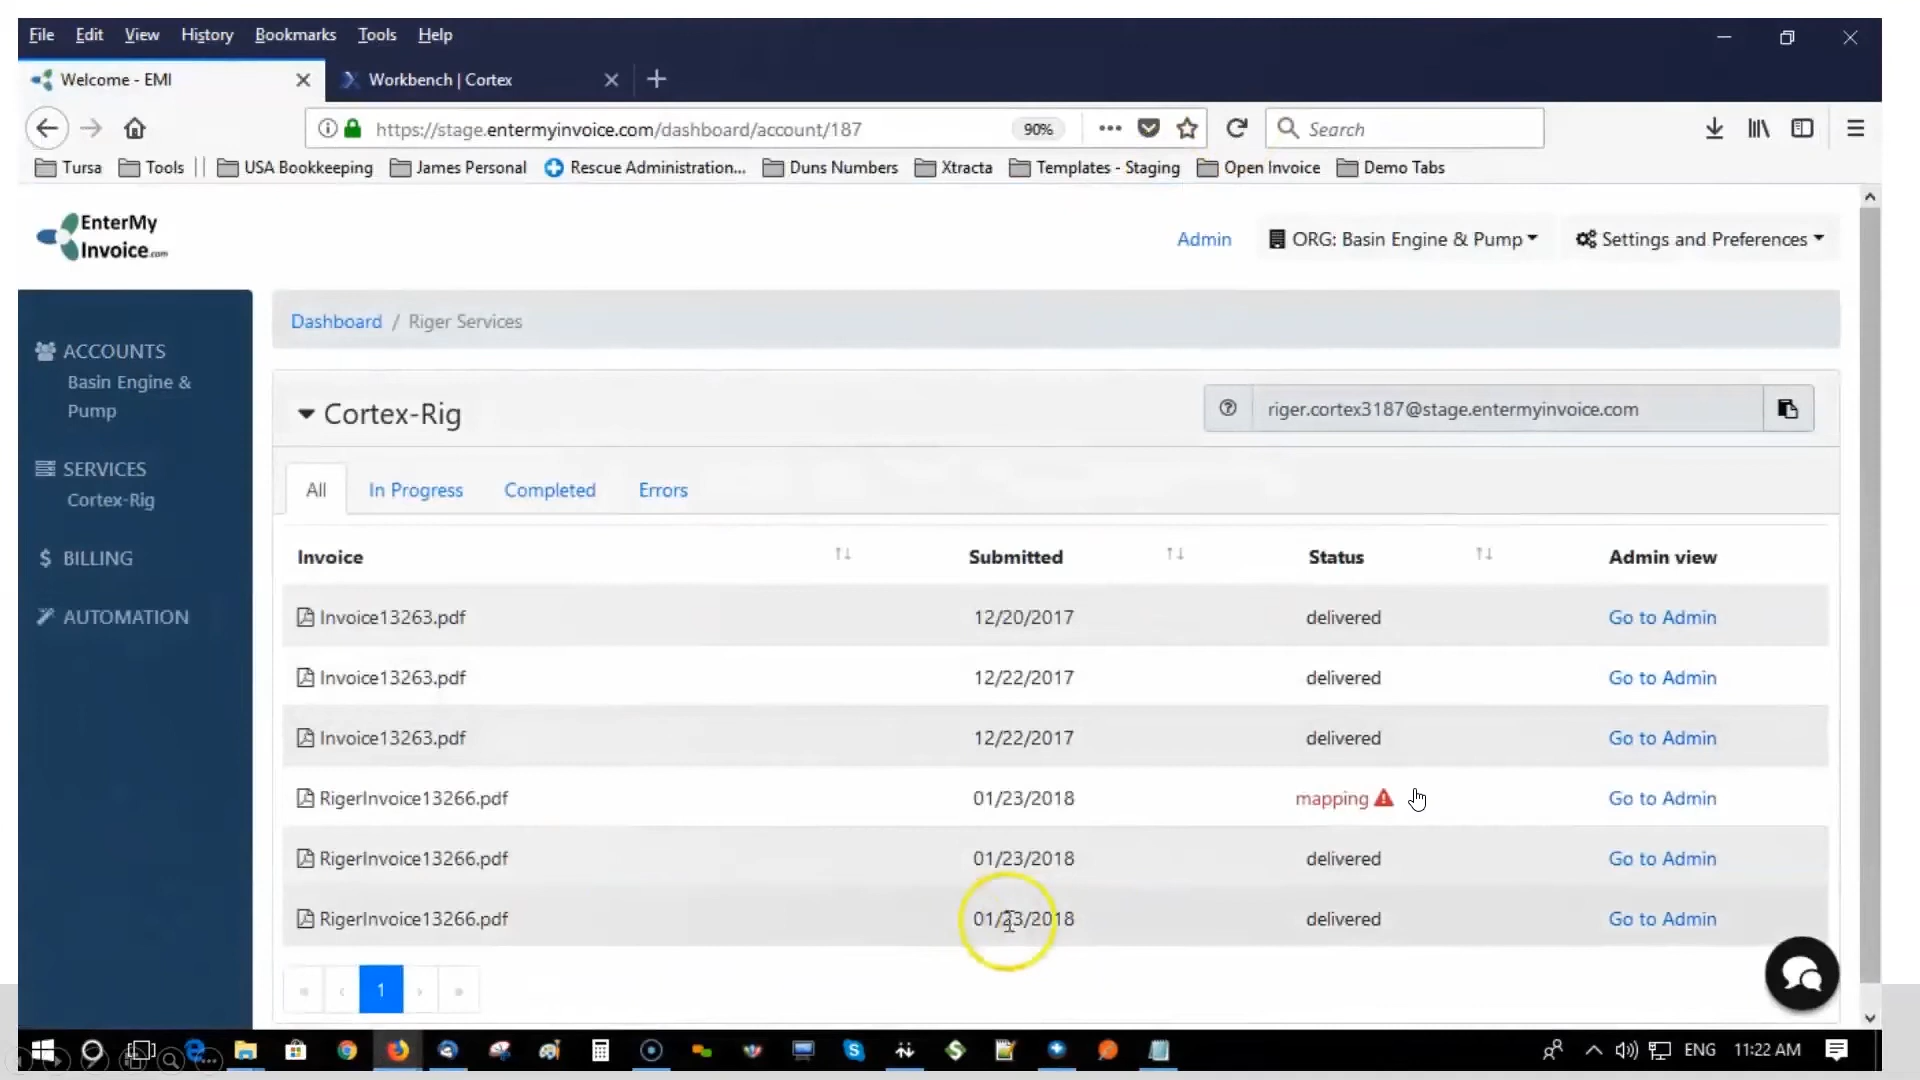 File Edit View History Bookmarks Tools Help
Welcome - EMI Workbench | Cortex
https://stage.entermyinvoice.com/dashboard/account/187 90% Search
Tursa Tools USA Bookkeeping James Personal Rescue Administration... Duns Numbers Xtracta Templates - Staging Open Invoice Demo Tabs
EnterMy
Invoice.com
Admin ORG: Basin Engine & Pump Settings and Preferences
Dashboard / Riger Services
ACCOUNTS
Basin Engine &
Pump
SERVICES
Cortex-Rig
$ BILLING
AUTOMATION
Cortex-Rig riger.cortex3187@stage.entermyinvoice.com
All In Progress Completed Errors
Invoice Submitted Status Admin view
Invoice13263.pdf 12/20/2017 delivered Go to Admin
Invoice13263.pdf 12/22/2017 delivered Go to Admin
Invoice13263.pdf 12/22/2017 delivered Go to Admin
RigerInvoice13266.pdf 01/23/2018 mapping Go to Admin
RigerInvoice13266.pdf 01/23/2018 delivered Go to Admin
RigerInvoice13266.pdf 01/23/2018 delivered Go to Admin
« ‹ 1 › »
ENG 11:22 AM